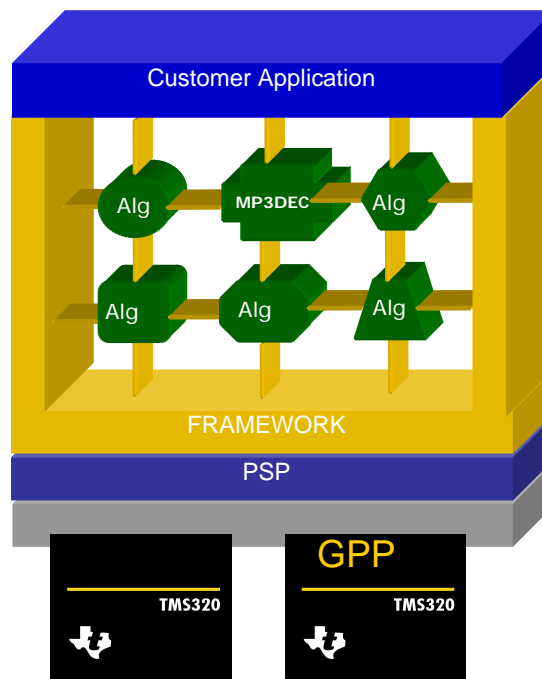 Customer Application
Alg
MP3DEC
Alg
Alg
Alg
Alg
FRAMEWORK
PSP
GPP
TMS320
TMS320